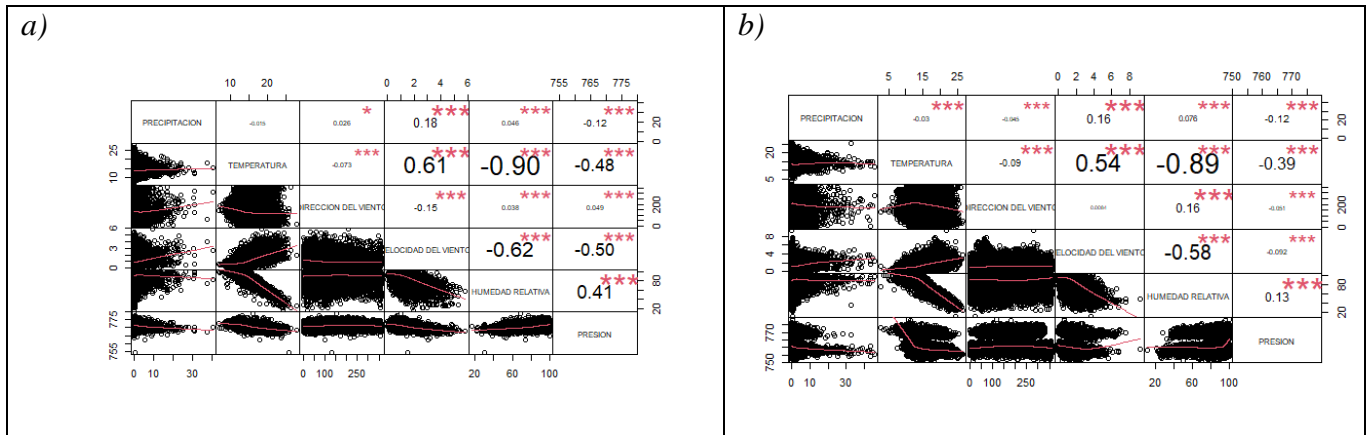 a)
10 20 0 2 4 6 755 765 775
PRECIPITACION -0.015 0.026 * 0.18 *** 0.046 *** -0.12 *** 0 20
25 10 TEMPERATURA -0.073 *** 0.61 *** -0.90 *** -0.48 ***
IRECCION DEL VIENTO -0.15 *** 0.038 *** 0.049 *** 0 200
6 3 0 ELOCIDAD DEL VIENTO -0.62 *** -0.50 ***
HUMEDAD RELATIVA 0.41 *** 20 80
775 755 PRESION
0 10 30 0 100 250 20 60 100
b)
5 15 25 0 2 4 6 8 750 760 770
PRECIPITACION -0.03 *** -0.045 *** 0.16 *** 0.076 *** -0.12 *** 0 20
20 5 TEMPERATURA -0.09 *** 0.54 *** -0.89 *** -0.39 ***
IRECCION DEL VIENTO 0.16 *** -0.051 *** 0 200
8 4 0 ELOCIDAD DEL VIENTO -0.58 *** -0.092 ***
HUMEDAD RELATIVA 0.13 *** 20 80
770 750 PRESION
0 10 30 0 100 250 20 60 100